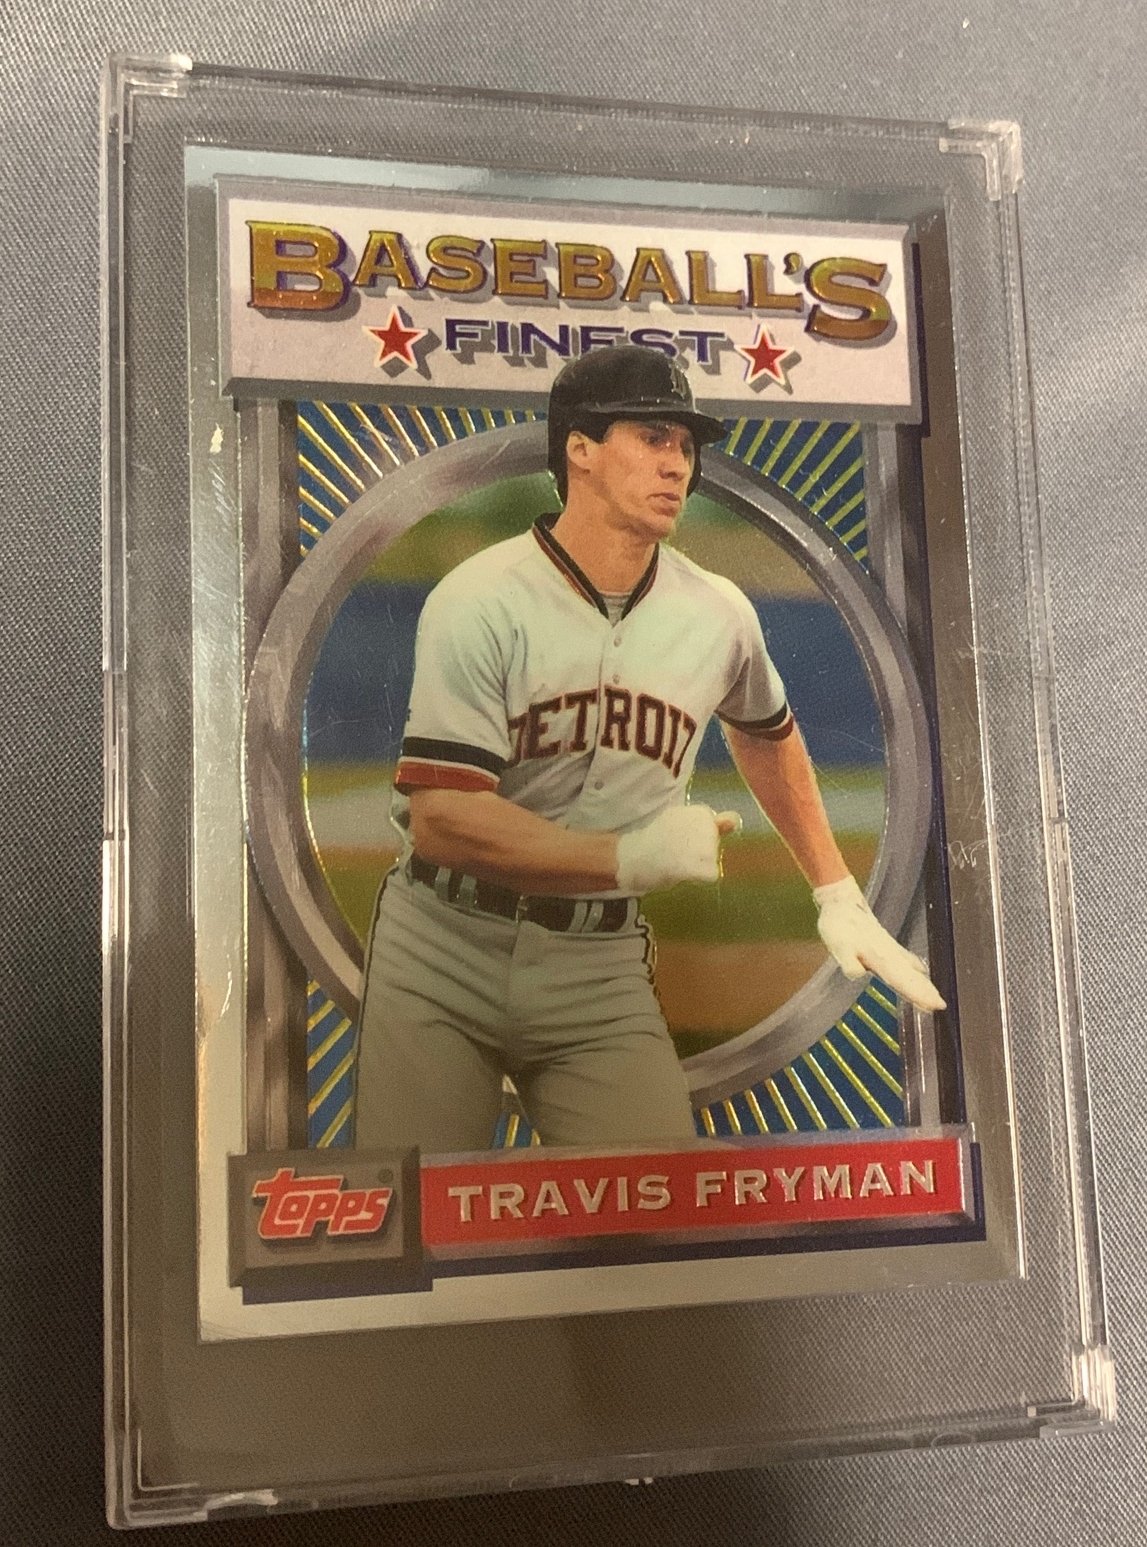 BASEBALL'S
FINEST
DETROIT
topps
TRAVIS FRYMAN